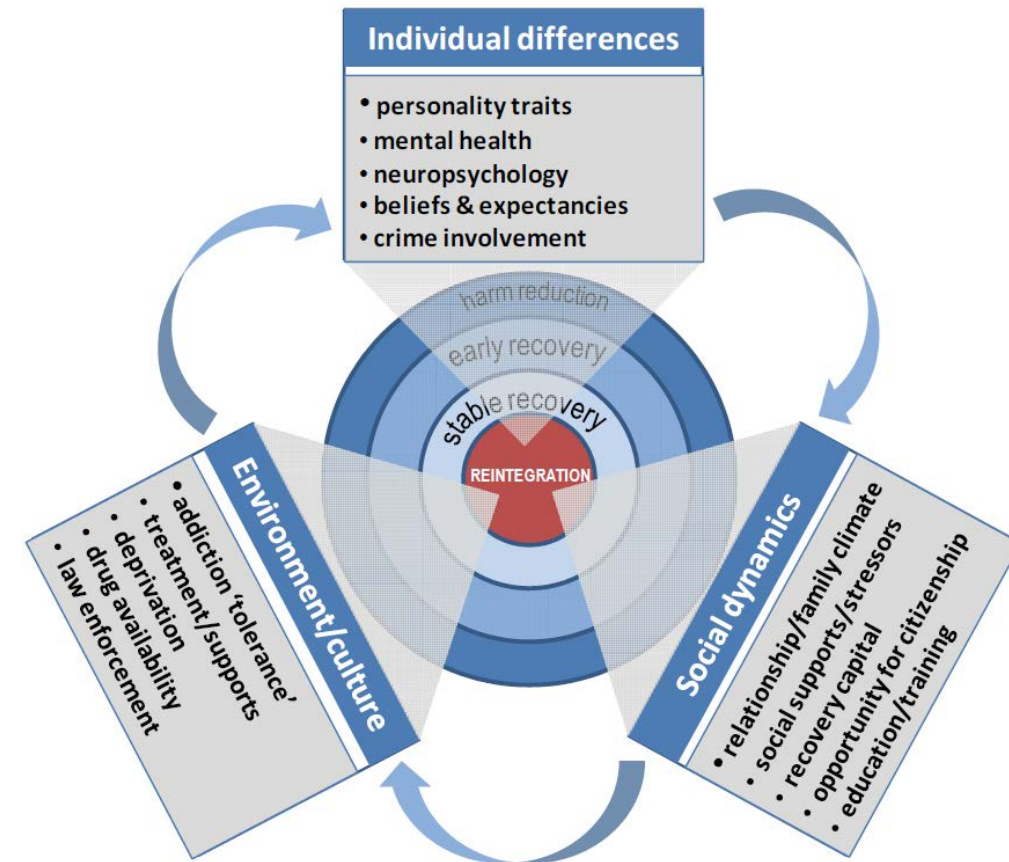 Individual differences
• personality traits
• mental health
• neuropsychology
• beliefs & expectancies
• crime involvement
harm reduction
early recovery
stable recovery
REINTEGRATION
Environment/culture
• addiction ‘tolerance’
• treatment/supports
• deprivation
• drug availability
• law enforcement
Social dynamics
• relationship/family climate
• social supports/stressors
• recovery capital
• opportunity for citizenship
• education/training